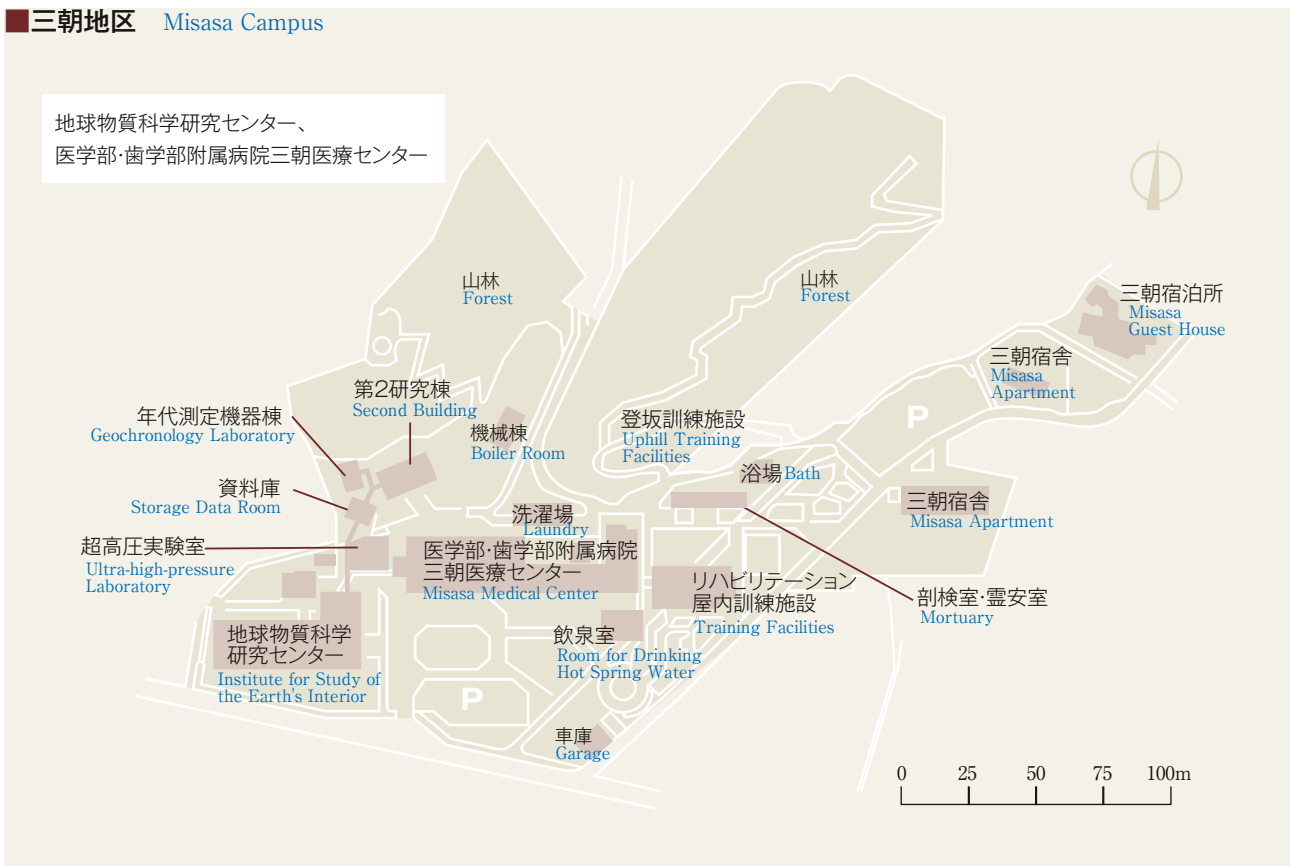 三朝地区 Misasa Campus
地球物質科学研究センター、
医学部・歯学部附属病院三朝医療センター
山林
Forest
山林
Forest
三朝宿泊所
Misasa
Guest House
三朝宿舎
Misasa
Apartment
P
第2研究棟
Second Building
年代測定機器棟
Geochronology Laboratory
機械棟
Boiler Room
登坂訓練施設
Uphill Training
Facilities
浴場 Bath
資料庫
Storage Data Room
三朝宿舎
Misasa Apartment
洗濯場
Laundry
超高圧実験室
Ultra-high-pressure
Laboratory
医学部・歯学部附属病院
三朝医療センター
Misasa Medical Center
リハビリテーション
屋内訓練施設
Training Facilities
剖検室・霊安室
Mortuary
地球物質科学
研究センター
Institute for Study of
the Earth's Interior
飲泉室
Room for Drinking
Hot Spring Water
P
車庫
Garage
0 25 50 75 100m